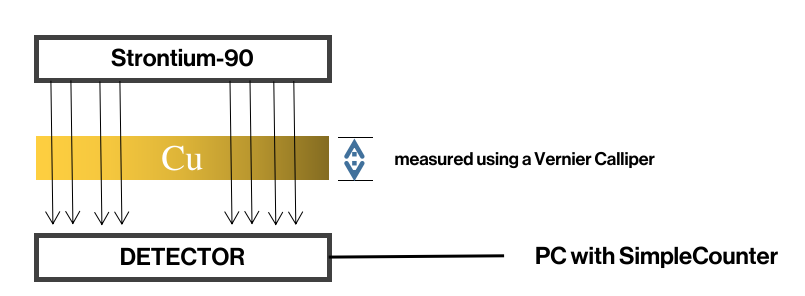 Strontium-90
Cu
measured using a Vernier Calliper
DETECTOR
PC with SimpleCounter